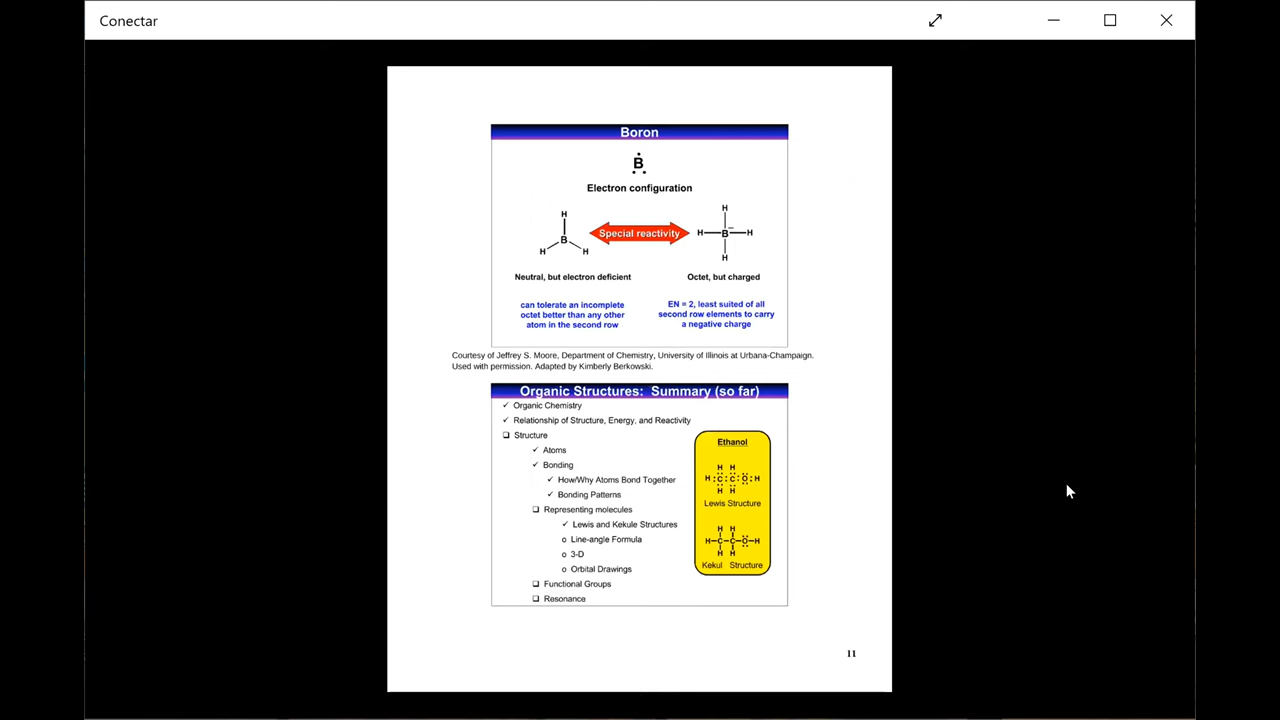 Conectar
Boron
B
Electron configuration
H
B
H H
Special reactivity
H
H B H
H
Neutral, but electron deficient
Octet, but charged
can tolerate an incomplete
octet better than any other
atom in the second row
EN = 2, least suited of all
second row elements to carry
a negative charge
Courtesy of Jeffrey S. Moore, Department of Chemistry, University of Illinois at Urbana-Champaign.
Used with permission. Adapted by Kimberly Berkowski.
Organic Structures: Summary (so far)
✓ Organic Chemistry
✓ Relationship of Structure, Energy, and Reactivity
❑ Structure
✓ Atoms
✓ Bonding
✓ How/Why Atoms Bond Together
✓ Bonding Patterns
❑ Representing molecules
✓ Lewis and Kekule Structures
o Line-angle Formula
o 3-D
o Orbital Drawings
❑ Functional Groups
❑ Resonance
Ethanol
H H
H : C : C : O : H
H H
Lewis Structure
H H
H–C–C–O–H
H H
Kekul Structure
11